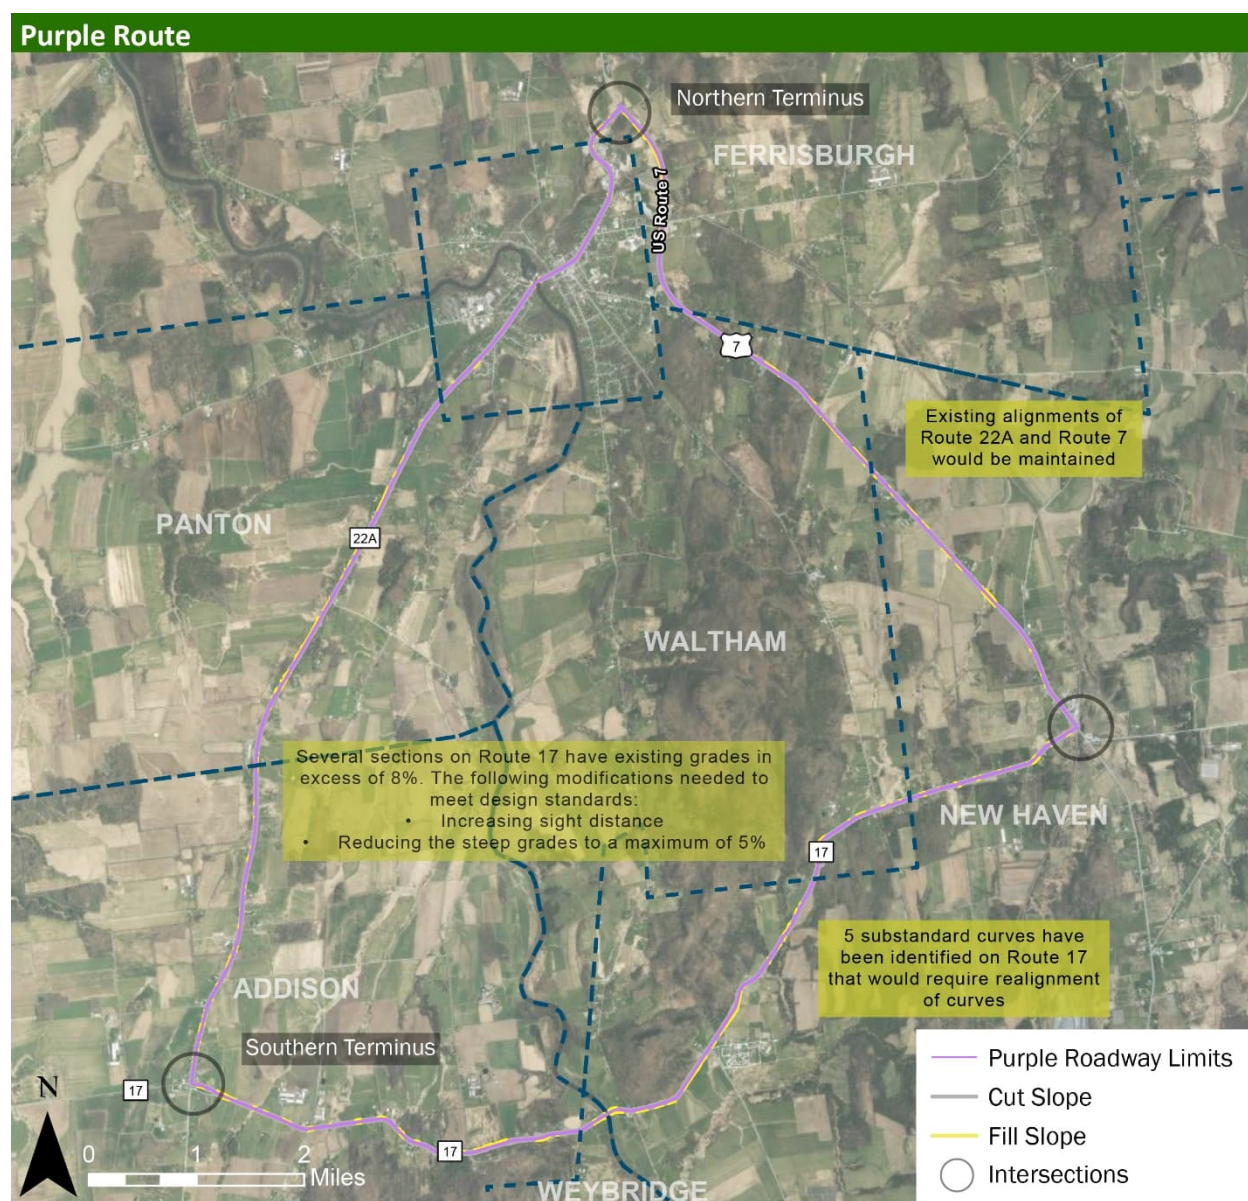 Purple Route
Northern Terminus
FERRISBURGH
US Route 7
7
Existing alignments of
Route 22A and Route 7
would be maintained
PANTON
22A
WALTHAM
Several sections on Route 17 have existing grades in
excess of 8%. The following modifications needed to
meet design standards:
• Increasing sight distance
• Reducing the steep grades to a maximum of 5%
NEW HAVEN
17
5 substandard curves have
been identified on Route 17
that would require realignment
of curves
ADDISON
Southern Terminus
17
17
WEYBRIDGE
N
0 1 2
Miles
Purple Roadway Limits
Cut Slope
Fill Slope
Intersections